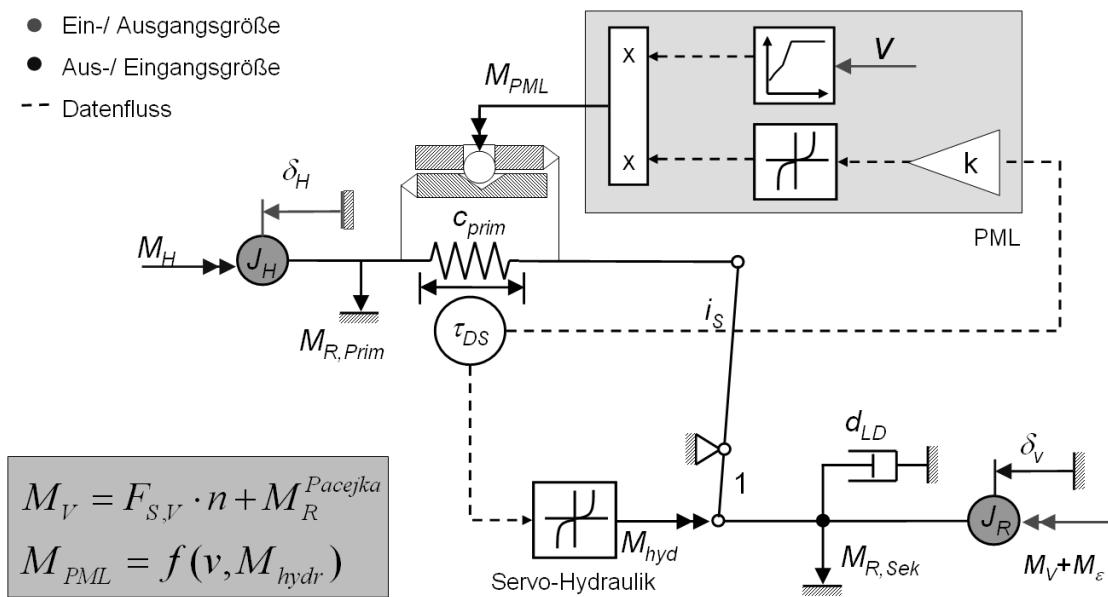 Ein-/ Ausgangsgröße
Aus-/ Eingangsgröße
Datenfluss
M_PML
x
v
x
k
PML
δ_H
c_prim
M_H
J_H
i_S
M_R,Prim
τ_DS
d_LD
δ_v
1
J_R
M_hyd
M_R,Sek
M_V+M_ε
Servo-Hydraulik
M_V = F_S,V · n + M_R^Pacejka
M_PML = f(v, M_hydr)